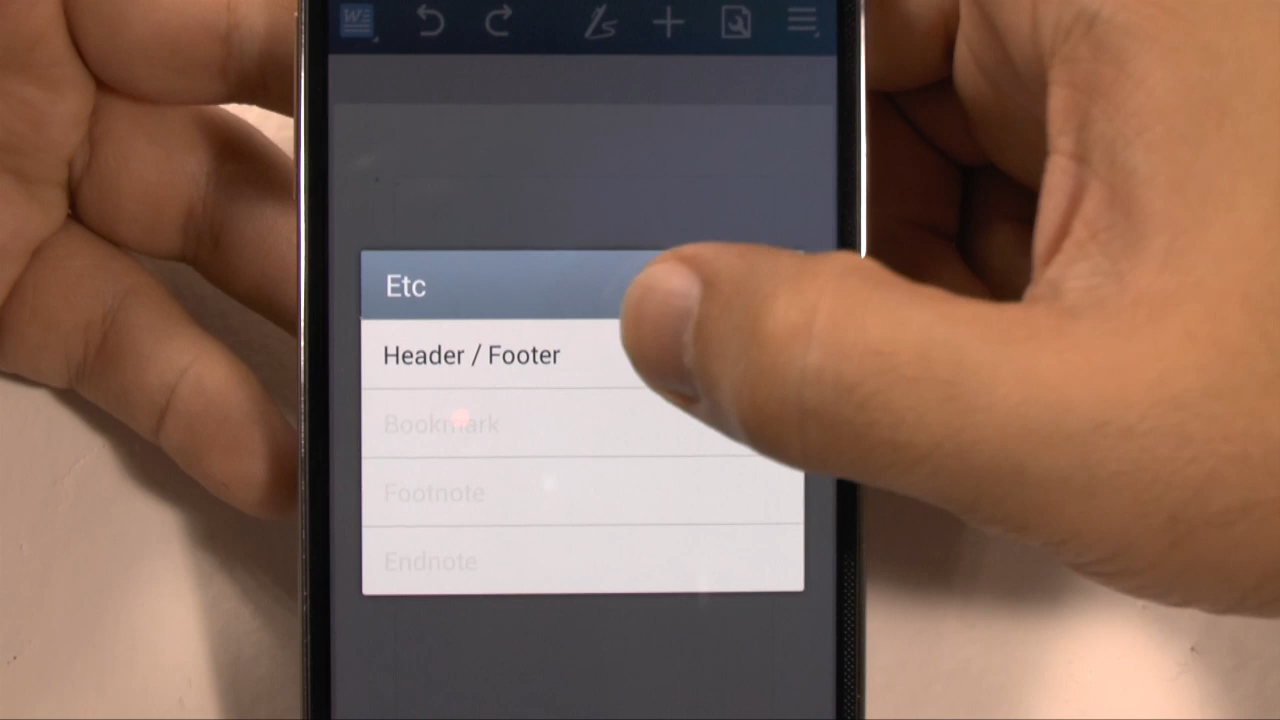 W
Etc
Header / Footer
Bookmark
Footnote
Endnote